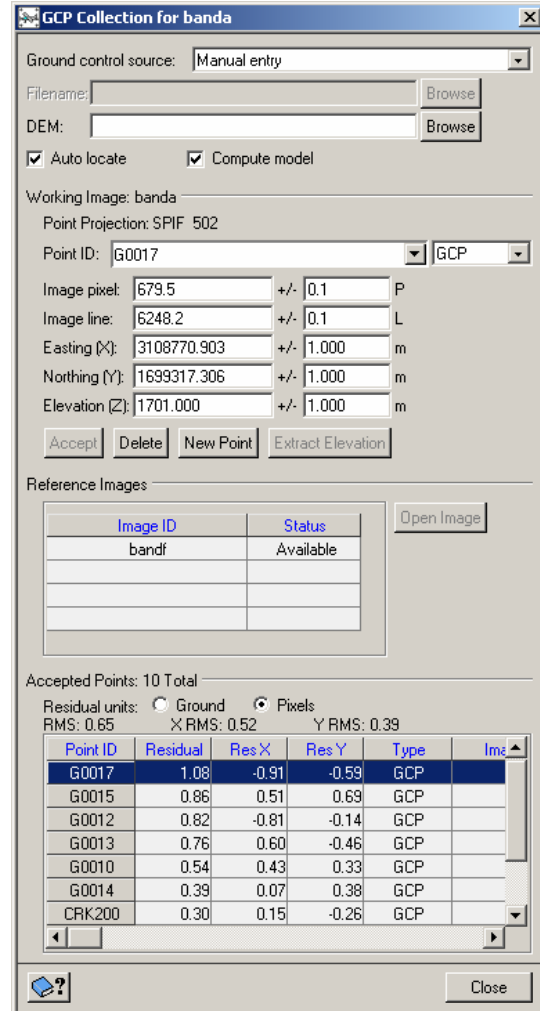 GCP Collection for banda
Ground control source: Manual entry
Filename: Browse
DEM: Browse
Auto locate Compute model
Working Image: banda
Point Projection: SPIF 502
Point ID: G0017 GCP
Image pixel: 679.5 +/- 0.1 P
Image line: 6248.2 +/- 0.1 L
Easting (X): 3108770.903 +/- 1.000 m
Northing (Y): 1699317.306 +/- 1.000 m
Elevation (Z): 1701.000 +/- 1.000 m
Accept Delete New Point Extract Elevation
Reference Images
Image ID Status Open Image
bandf Available
Accepted Points: 10 Total
Residual units: Ground Pixels
RMS: 0.65 X RMS: 0.52 Y RMS: 0.39
Point ID Residual Res X Res Y Type Ima
G0017 1.08 -0.91 -0.59 GCP
G0015 0.86 0.51 0.69 GCP
G0012 0.82 -0.81 -0.14 GCP
G0013 0.76 0.60 -0.46 GCP
G0010 0.54 0.43 0.33 GCP
G0014 0.39 0.07 0.38 GCP
CRK200 0.30 0.15 -0.26 GCP
? Close